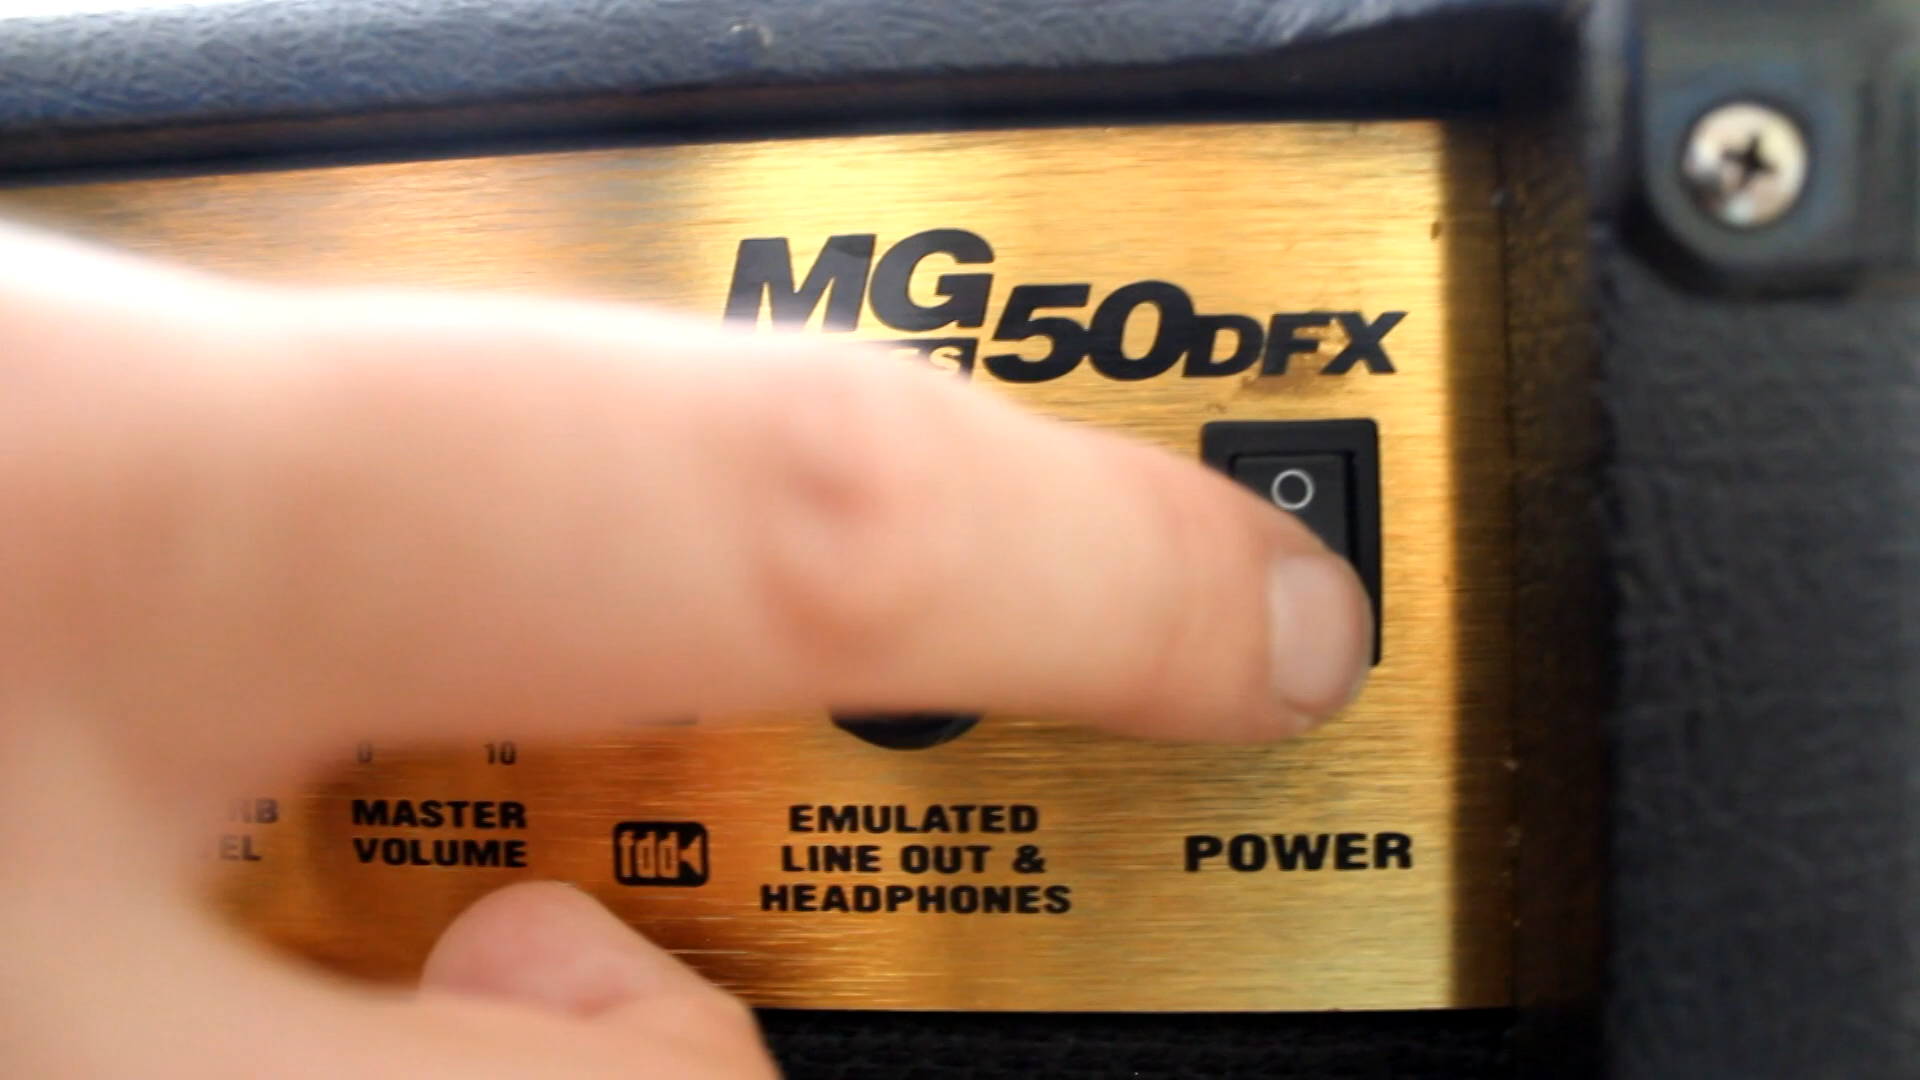 MG
50DFX
O
0 10
MASTER
VOLUME
fdd
EMULATED
LINE OUT &
HEADPHONES
POWER